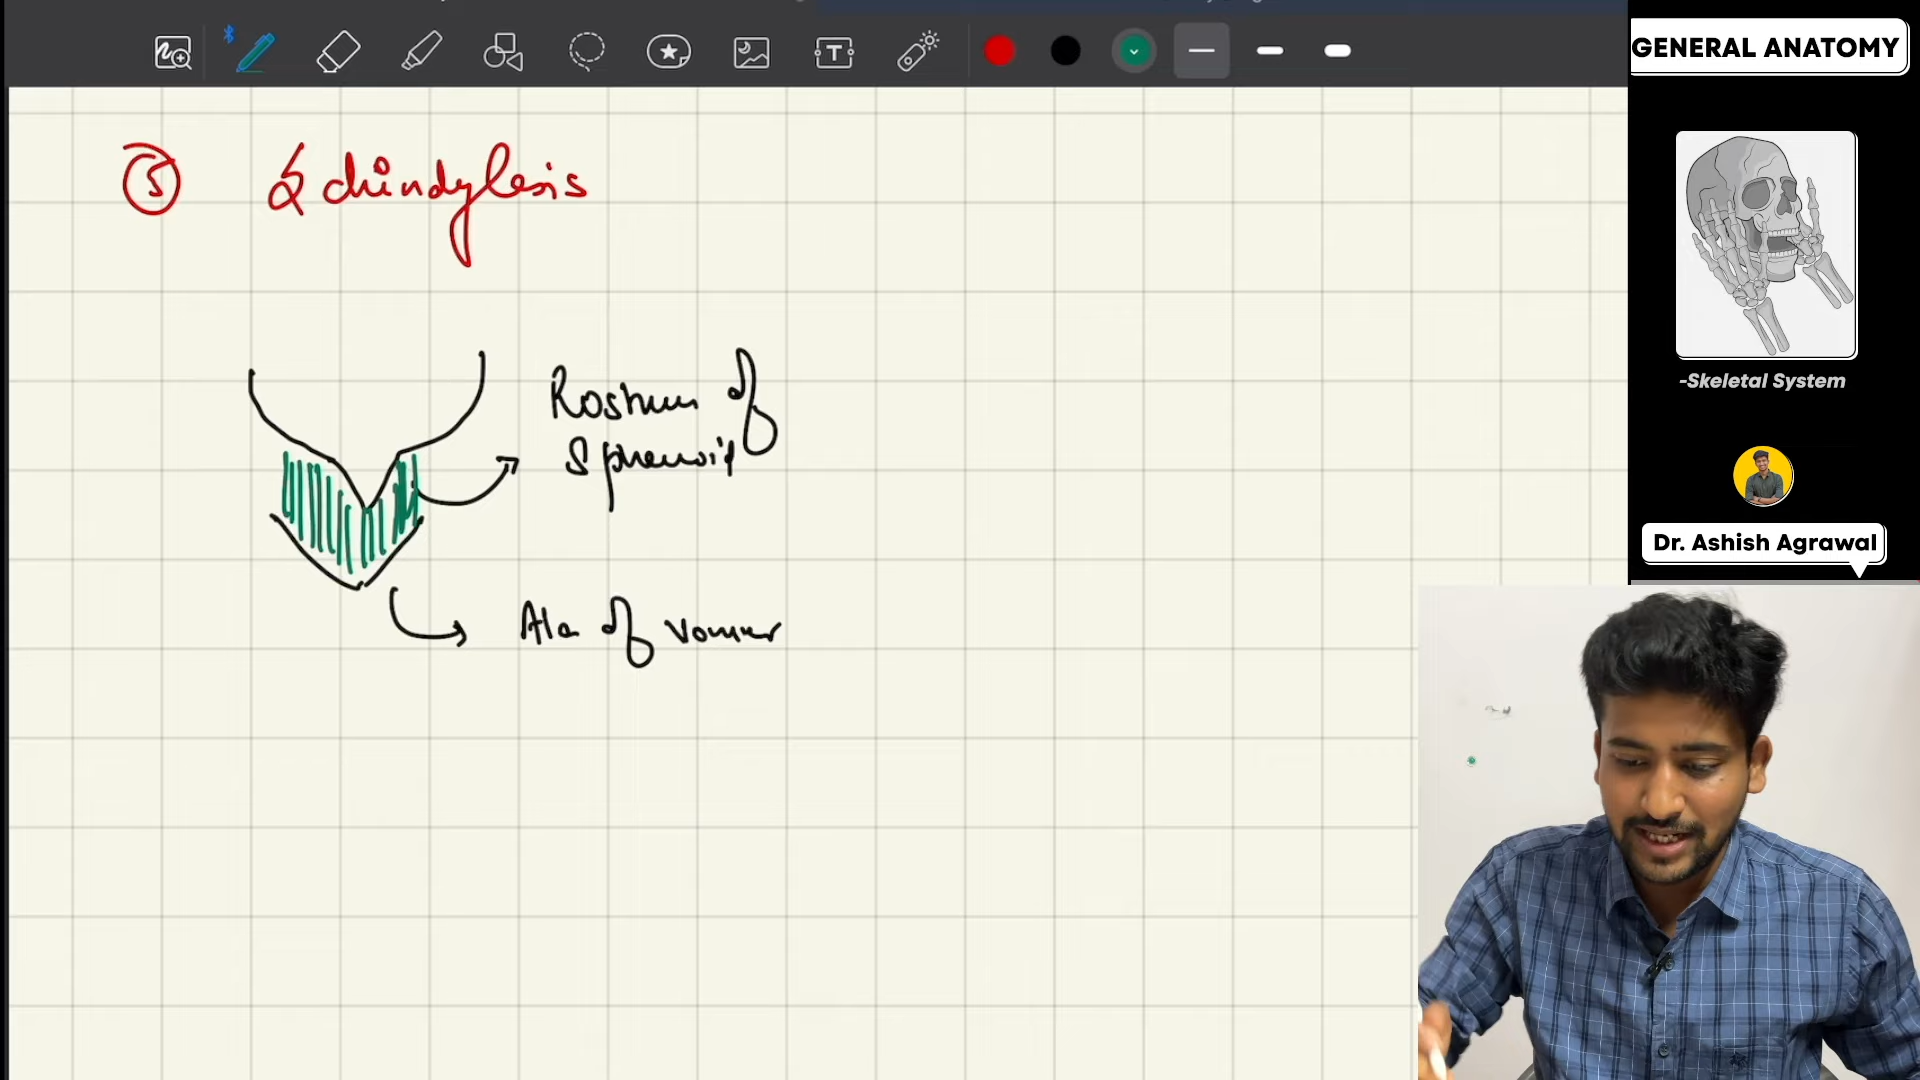 GENERAL ANATOMY
⑤ Schindylesis
Rostrum of
Sphenoid
Ala of vomer
-Skeletal System
Dr. Ashish Agrawal
T